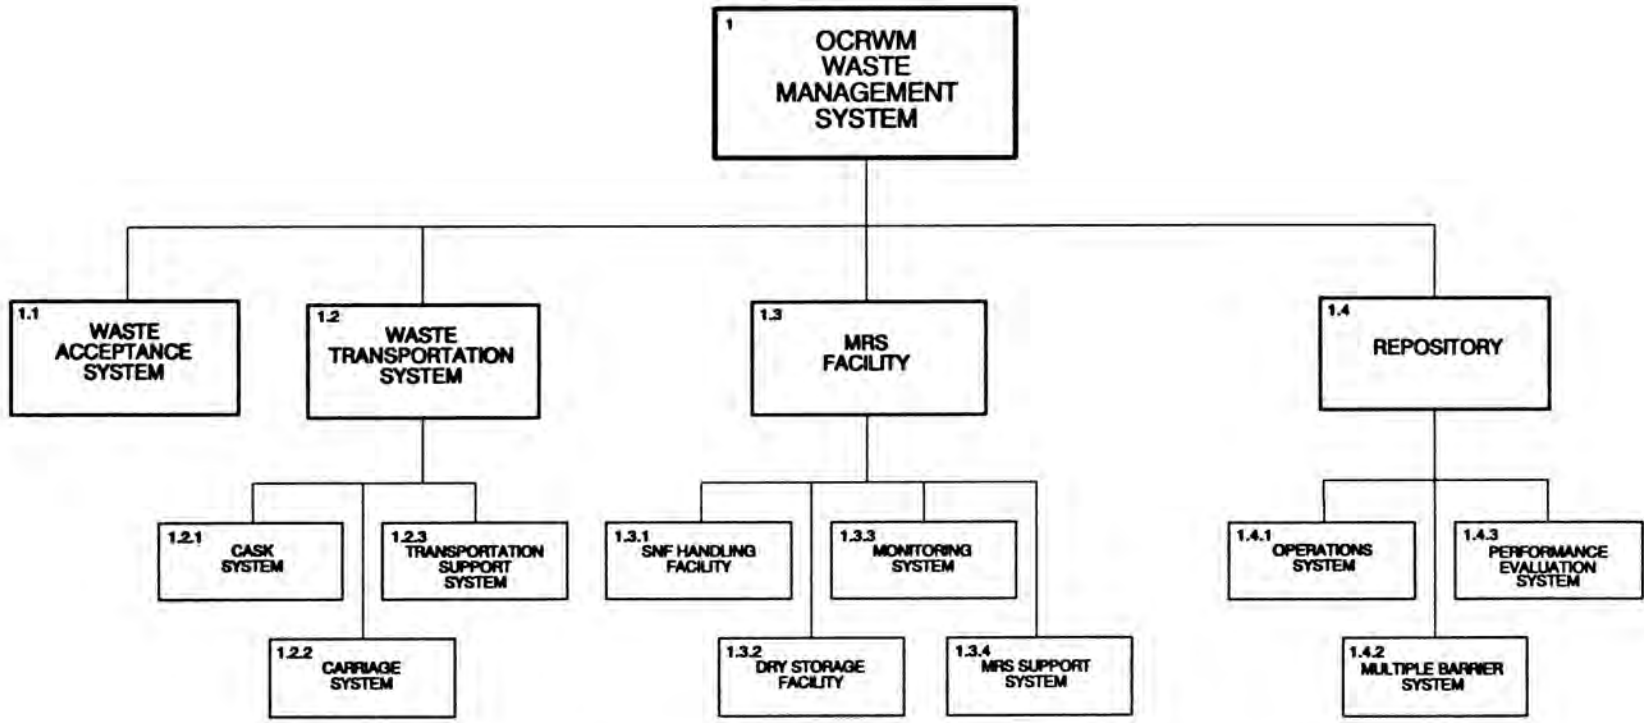 1
OCRWM
WASTE
MANAGEMENT
SYSTEM
1.1
WASTE
ACCEPTANCE
SYSTEM
1.2
WASTE
TRANSPORTATION
SYSTEM
1.3
MRS
FACILITY
1.4
REPOSITORY
1.2.1
CASK
SYSTEM
1.2.3
TRANSPORTATION
SUPPORT
SYSTEM
1.3.1
SNF HANDLING
FACILITY
1.3.3
MONITORING
SYSTEM
1.4.1
OPERATIONS
SYSTEM
1.4.3
PERFORMANCE
EVALUATION
SYSTEM
1.2.2
CARRIAGE
SYSTEM
1.3.2
DRY STORAGE
FACILITY
1.3.4
MRS SUPPORT
SYSTEM
1.4.2
MULTIPLE BARRIER
SYSTEM